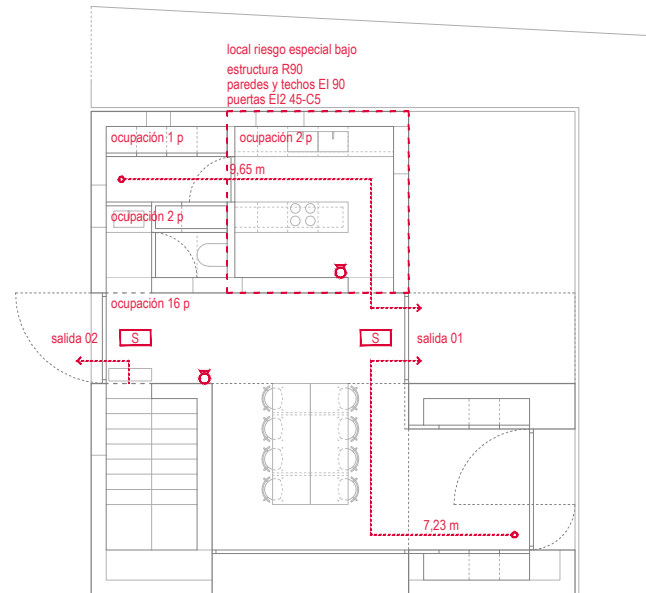 local riesgo especial bajo
estructura R90
paredes y techos EI 90
puertas EI2 45-C5
ocupación 1 p
ocupación 2 p
9,65 m
ocupación 2 p
ocupación 16 p
salida 02
S
S
salida 01
7,23 m